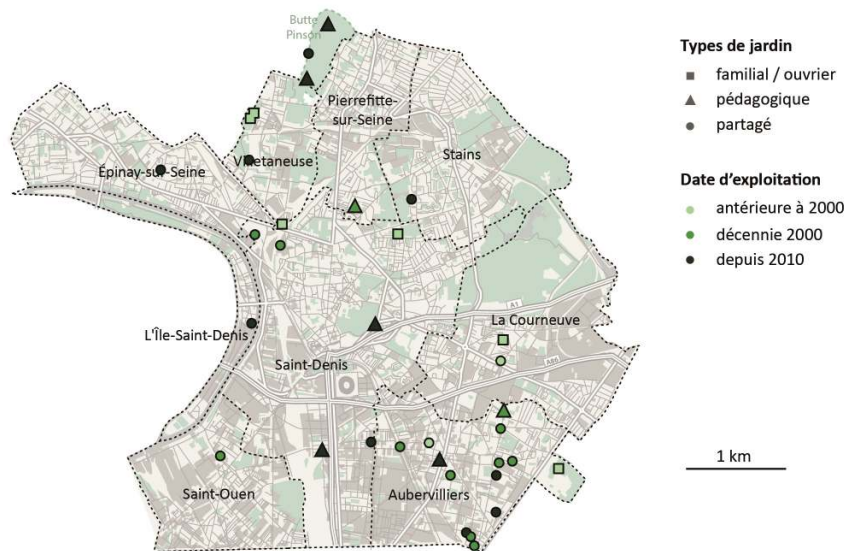 Butte
Pinson
Pierrefitte-
sur-Seine
Stains
Villetaneuse
Épinay-sur-Seine
A1
La Courneuve
L'Île-Saint-Denis
Saint-Denis
A86
Saint-Ouen
Aubervilliers
Types de jardin
familial / ouvrier
pédagogique
partagé
Date d'exploitation
antérieure à 2000
décennie 2000
depuis 2010
1 km